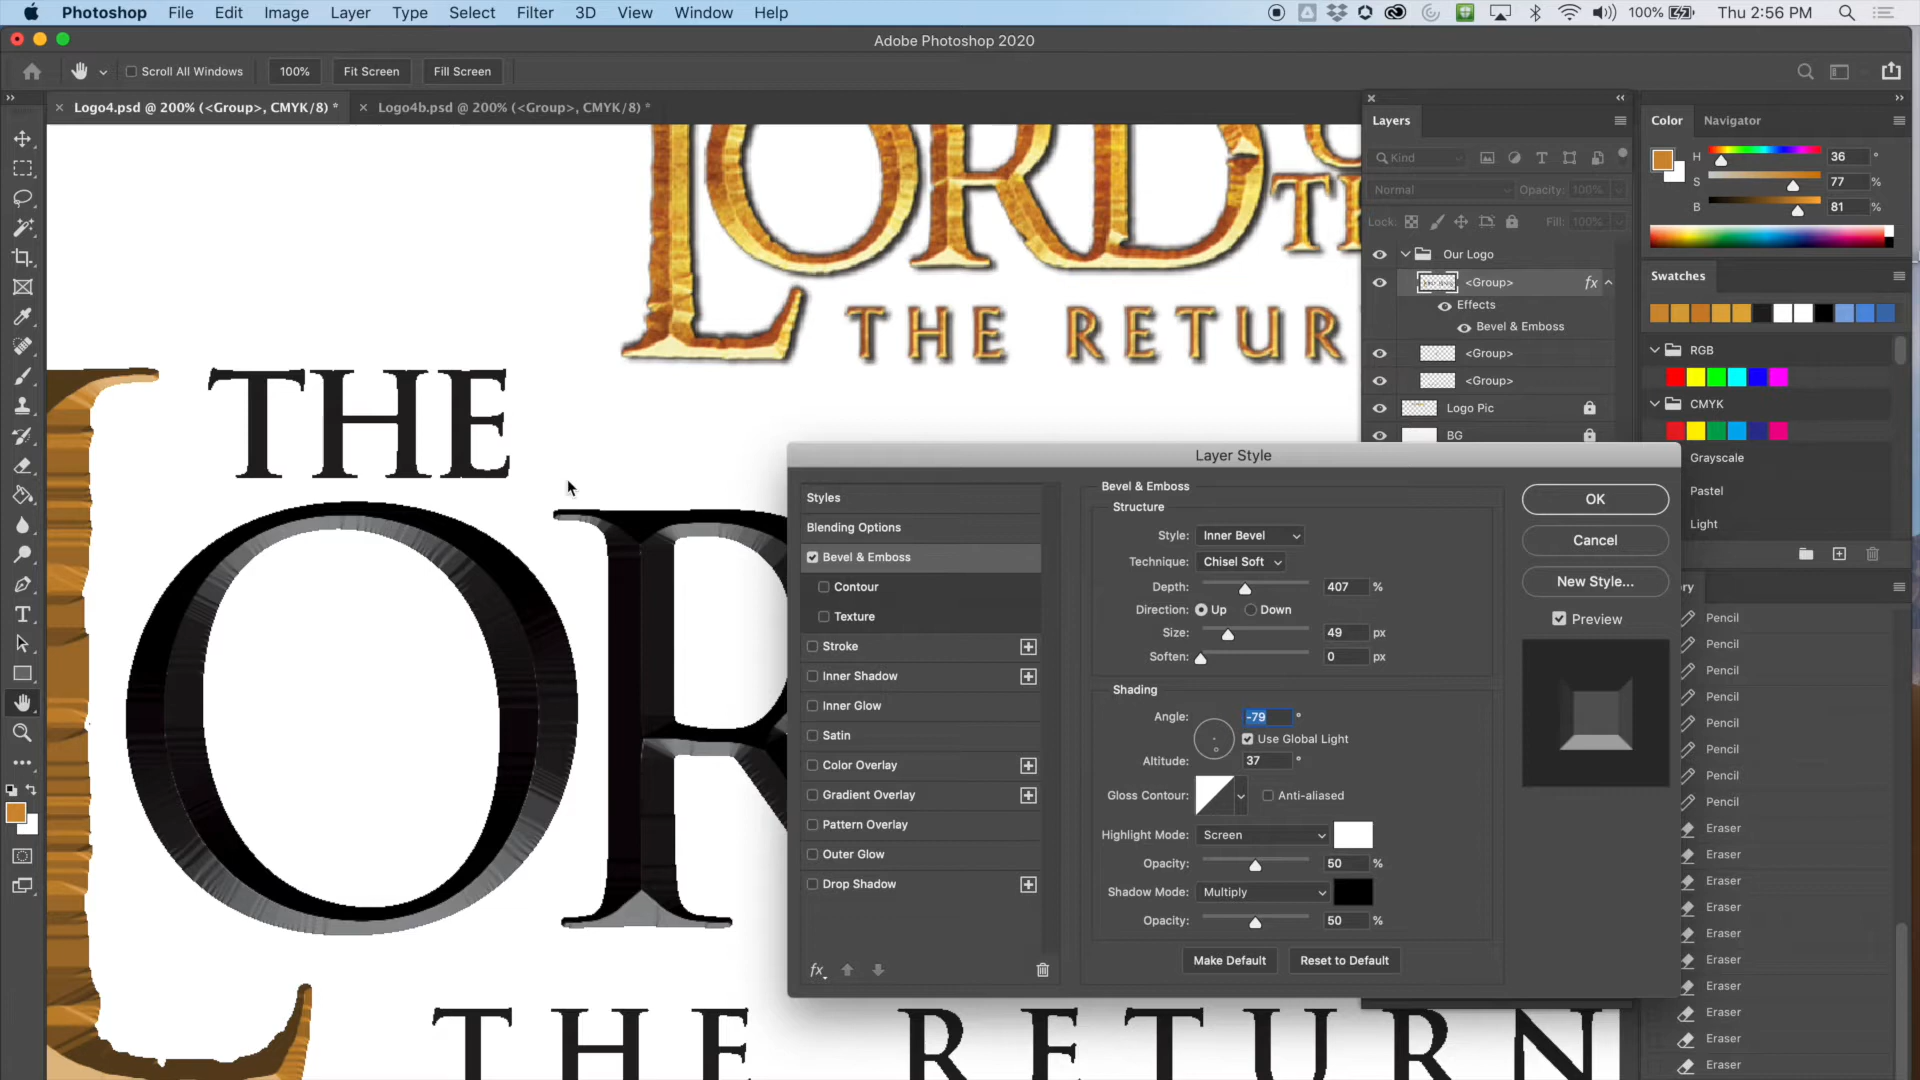 Photoshop File Edit Image Layer Type Select Filter 3D View Window Help 100% Thu 2:56 PM
Adobe Photoshop 2020
Scroll All Windows 100% Fit Screen Fill Screen
Logo4.psd @ 200% (<Group>, CMYK/8) *
Logo4b.psd @ 200% (<Group>, CMYK/8) *
LORD
TH
THE RETUR
THE
OR
THE RETURN
Layers
Kind
Normal Opacity: 100%
Lock: Fill: 100%
Our Logo
<Group> fx
Effects
Bevel & Emboss
<Group>
<Group>
Logo Pic
BG
Color Navigator
H 36 °
S 77 %
B 81 %
Swatches
RGB
CMYK
Grayscale
Pastel
Light
ry
Pencil
Pencil
Pencil
Pencil
Pencil
Pencil
Pencil
Pencil
Eraser
Eraser
Eraser
Eraser
Eraser
Eraser
Eraser
Eraser
Eraser
Eraser
Layer Style
Styles
Blending Options
Bevel & Emboss
Contour
Texture
Stroke
Inner Shadow
Inner Glow
Satin
Color Overlay
Gradient Overlay
Pattern Overlay
Outer Glow
Drop Shadow
fx
Bevel & Emboss
Structure
Style: Inner Bevel
Technique: Chisel Soft
Depth: 407 %
Direction: Up Down
Size: 49 px
Soften: 0 px
Shading
Angle: -79 °
Use Global Light
Altitude: 37 °
Gloss Contour: Anti-aliased
Highlight Mode: Screen
Opacity: 50 %
Shadow Mode: Multiply
Opacity: 50 %
Make Default Reset to Default
OK
Cancel
New Style...
Preview